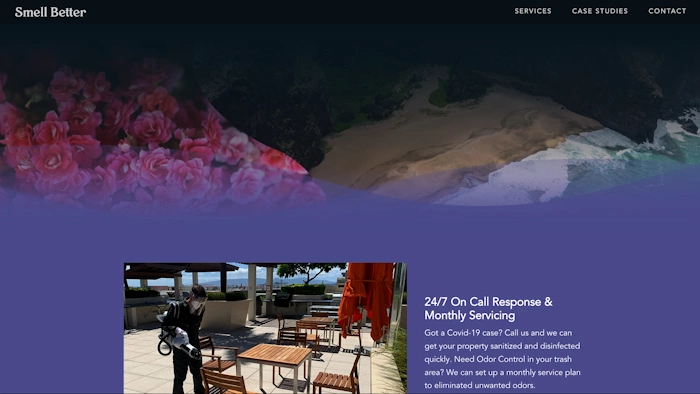 Smell Better
SERVICES
CASE STUDIES
CONTACT
24/7 On Call Response &
Monthly Servicing
Got a Covid-19 case? Call us and we can
get your property sanitized and disinfected
quickly. Need Odor Control in your trash
area? We can set up a monthly service plan
to eliminated unwanted odors.